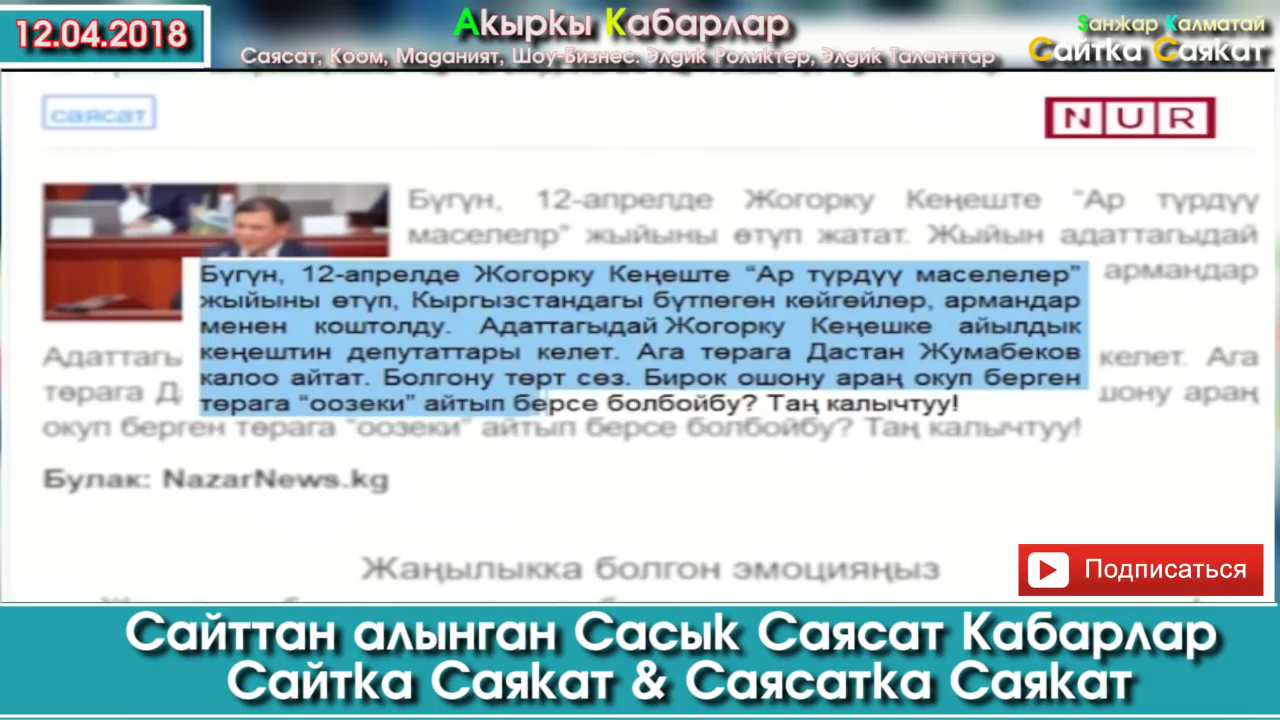 12.04.2018
Акыркы Кабарлар
Саясат, Коом, Маданият, Шоу-Бизнес. Элдик Роликтер, Элдик Таланттар
Sанжар Калматай
Сайтка Саякат
саясат
NUR
Бүгүн, 12-апрелде Жогорку Кеңеште “Ар түрдүү
маселелр” жыйыны өтүп жатат. Жыйын адаттагыдай
армандар
Бүгүн, 12-апрелде Жогорку Кеңеште “Ар түрдүү маселелер”
жыйыны өтүп, Кыргызстандагы бүтпөгөн көйгөйлөр, армандар
менен коштолду. Адаттагыдай Жогорку Кеңешке айылдык
кеңештин депутаттары келет. Ага төрага Дастан Жумабеков
калоо айтат. Болгону төрт сөз. Бирок ошону араң окуп берген
төрага “оозеки” айтып берсе болбойбу? Таң калычтуу!
Адаттагы келет. Ага
төрага Д шону араң
окуп берген төрага “оозеки” айтып берсе болбойбу? Таң калычтуу!
Булак: NazarNews.kg
Жаңылыкка болгон эмоцияңыз
Подписаться
Сайттан алынган Сасык Саясат Кабарлар
Сайтка Саякат & Саясатка Саякат